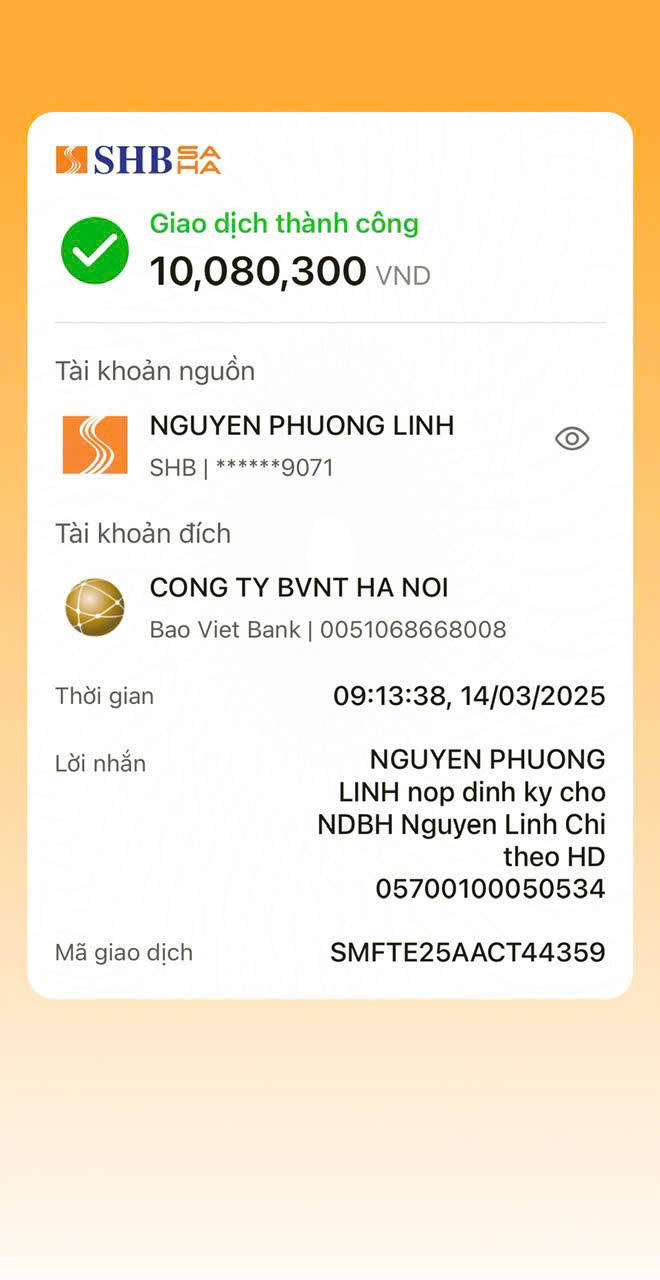 SHB SAHA
Giao dịch thành công
10,080,300 VND
Tài khoản nguồn
NGUYEN PHUONG LINH
SHB | ******9071
Tài khoản đích
CONG TY BVNT HA NOI
Bao Viet Bank | 0051068668008
Thời gian
09:13:38, 14/03/2025
Lời nhắn
NGUYEN PHUONG
LINH nop dinh ky cho
NDBH Nguyen Linh Chi
theo HD
05700100050534
Mã giao dịch
SMFTE25AACT44359